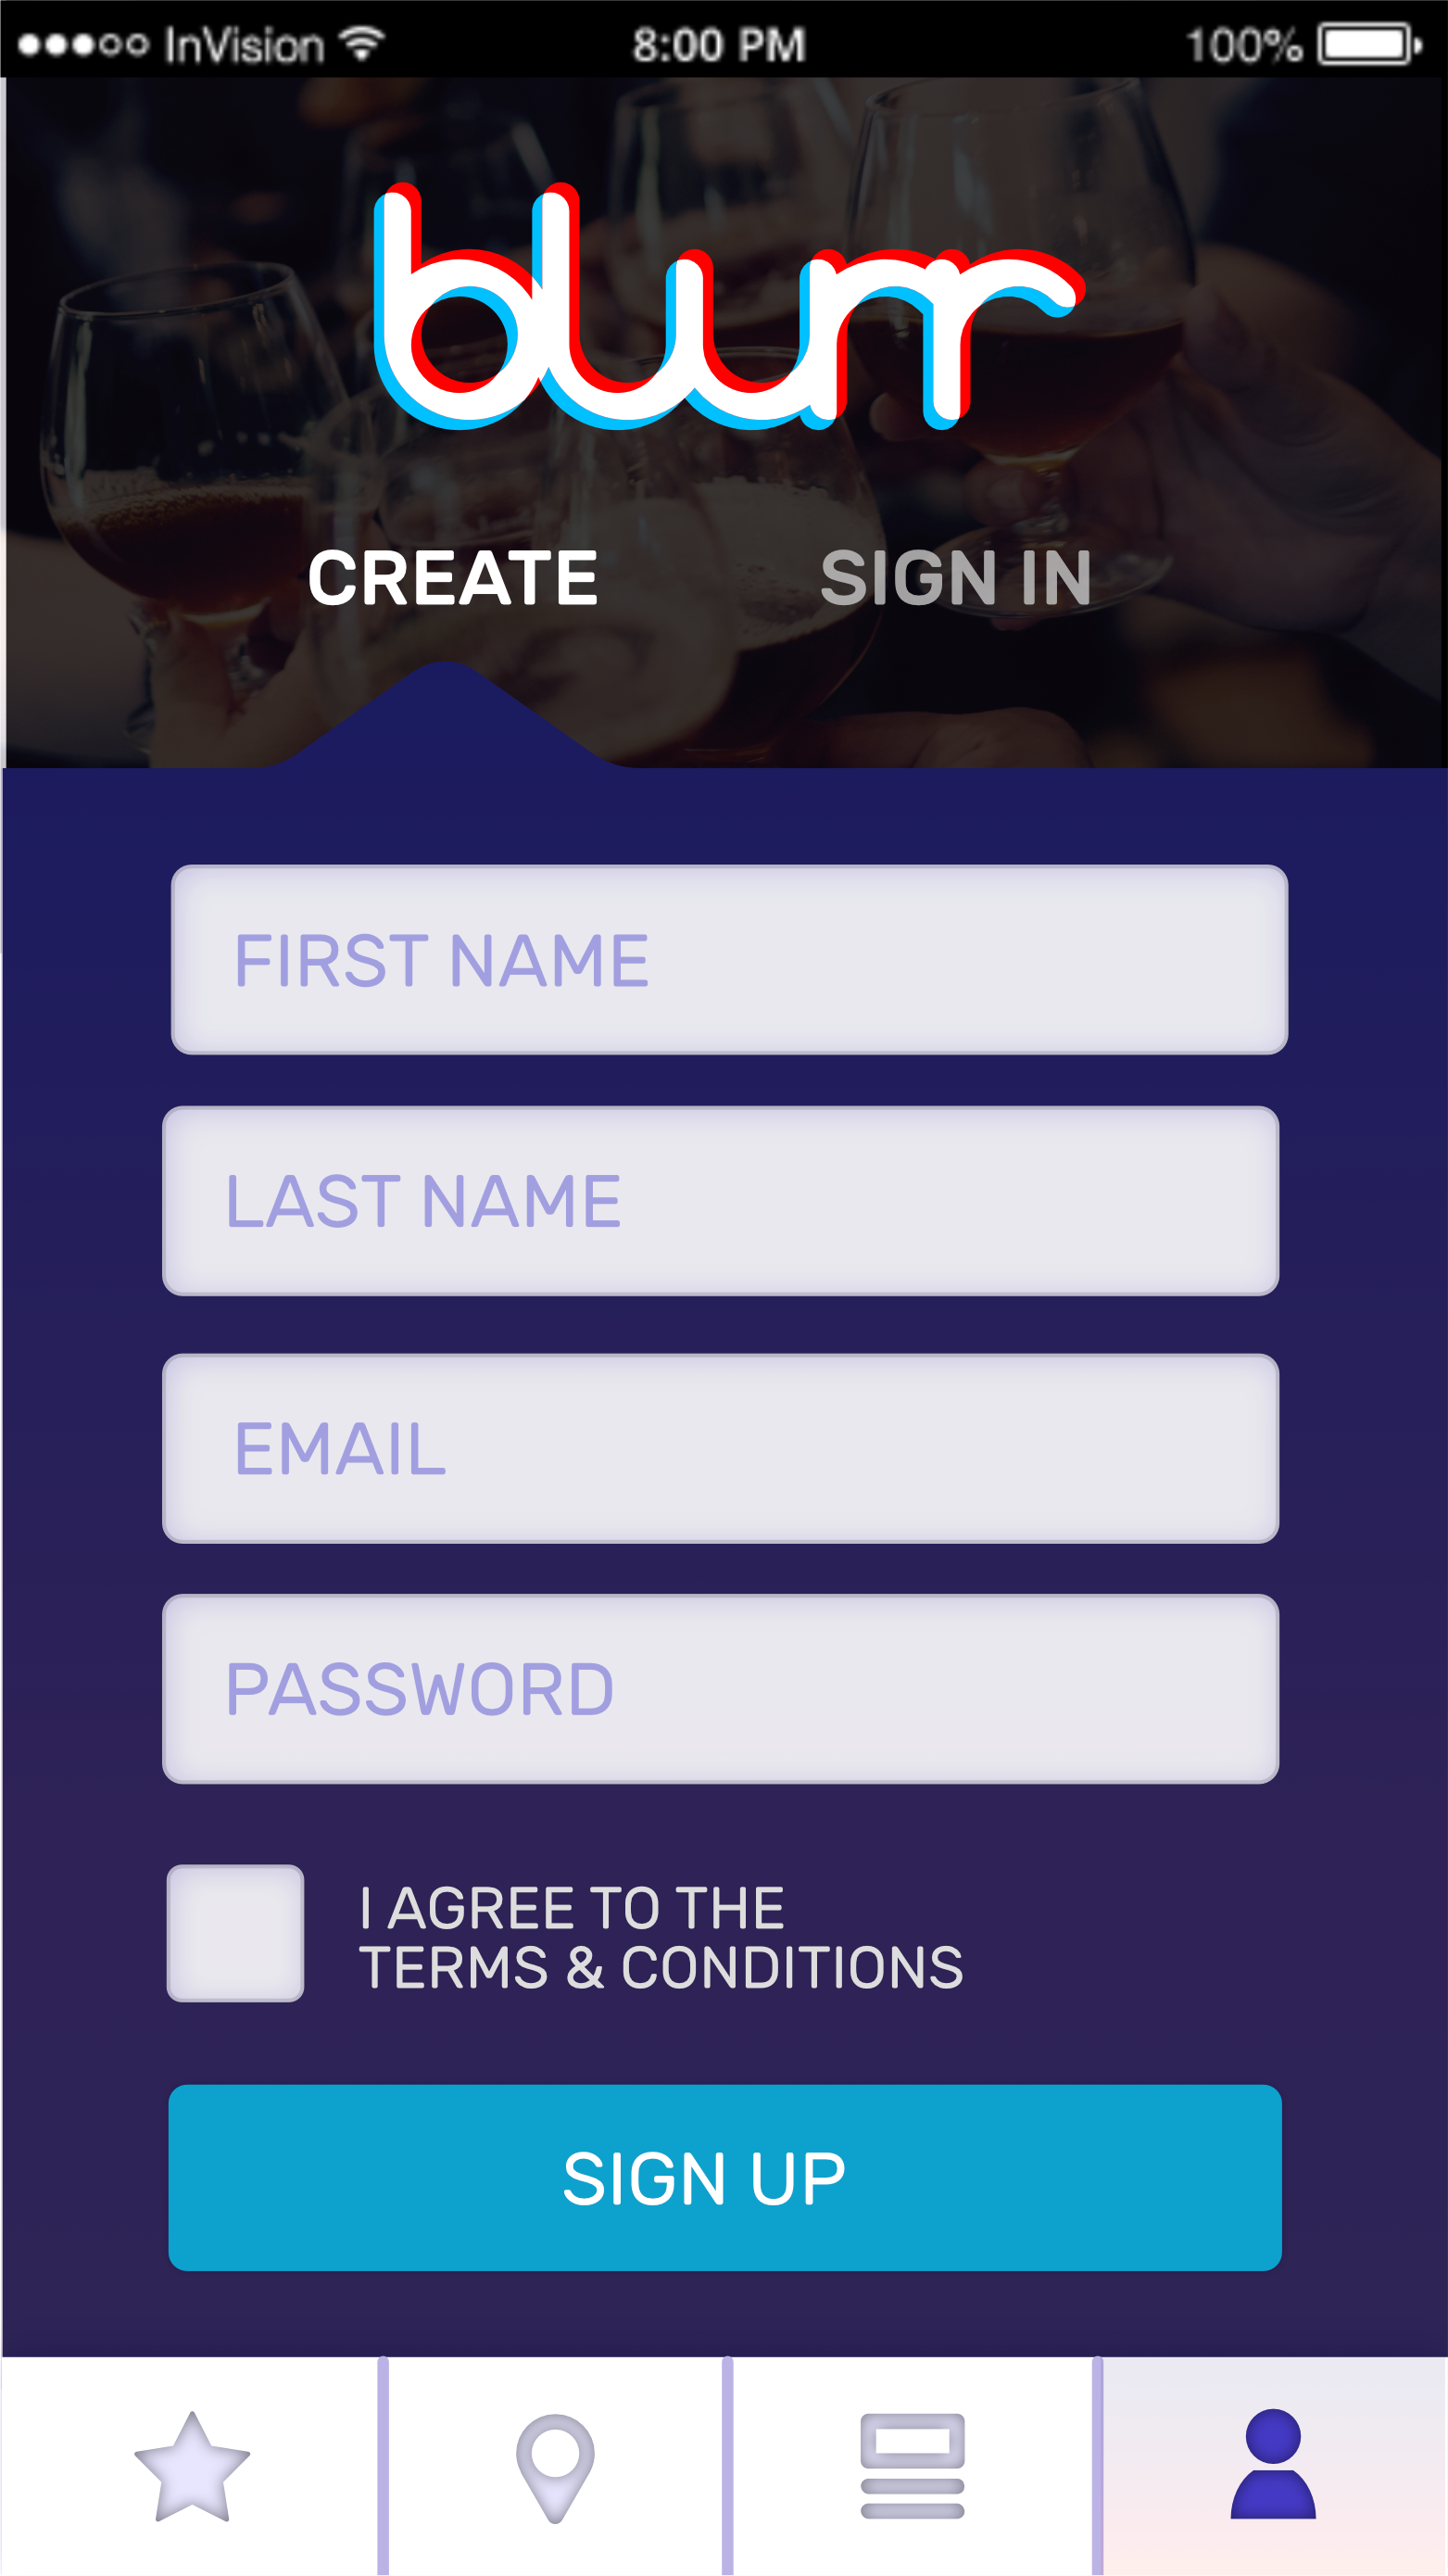 InVision 8:00 PM 100%
blurr
CREATE SIGN IN
FIRST NAME
LAST NAME
EMAIL
PASSWORD
I AGREE TO THE
TERMS & CONDITIONS
SIGN UP